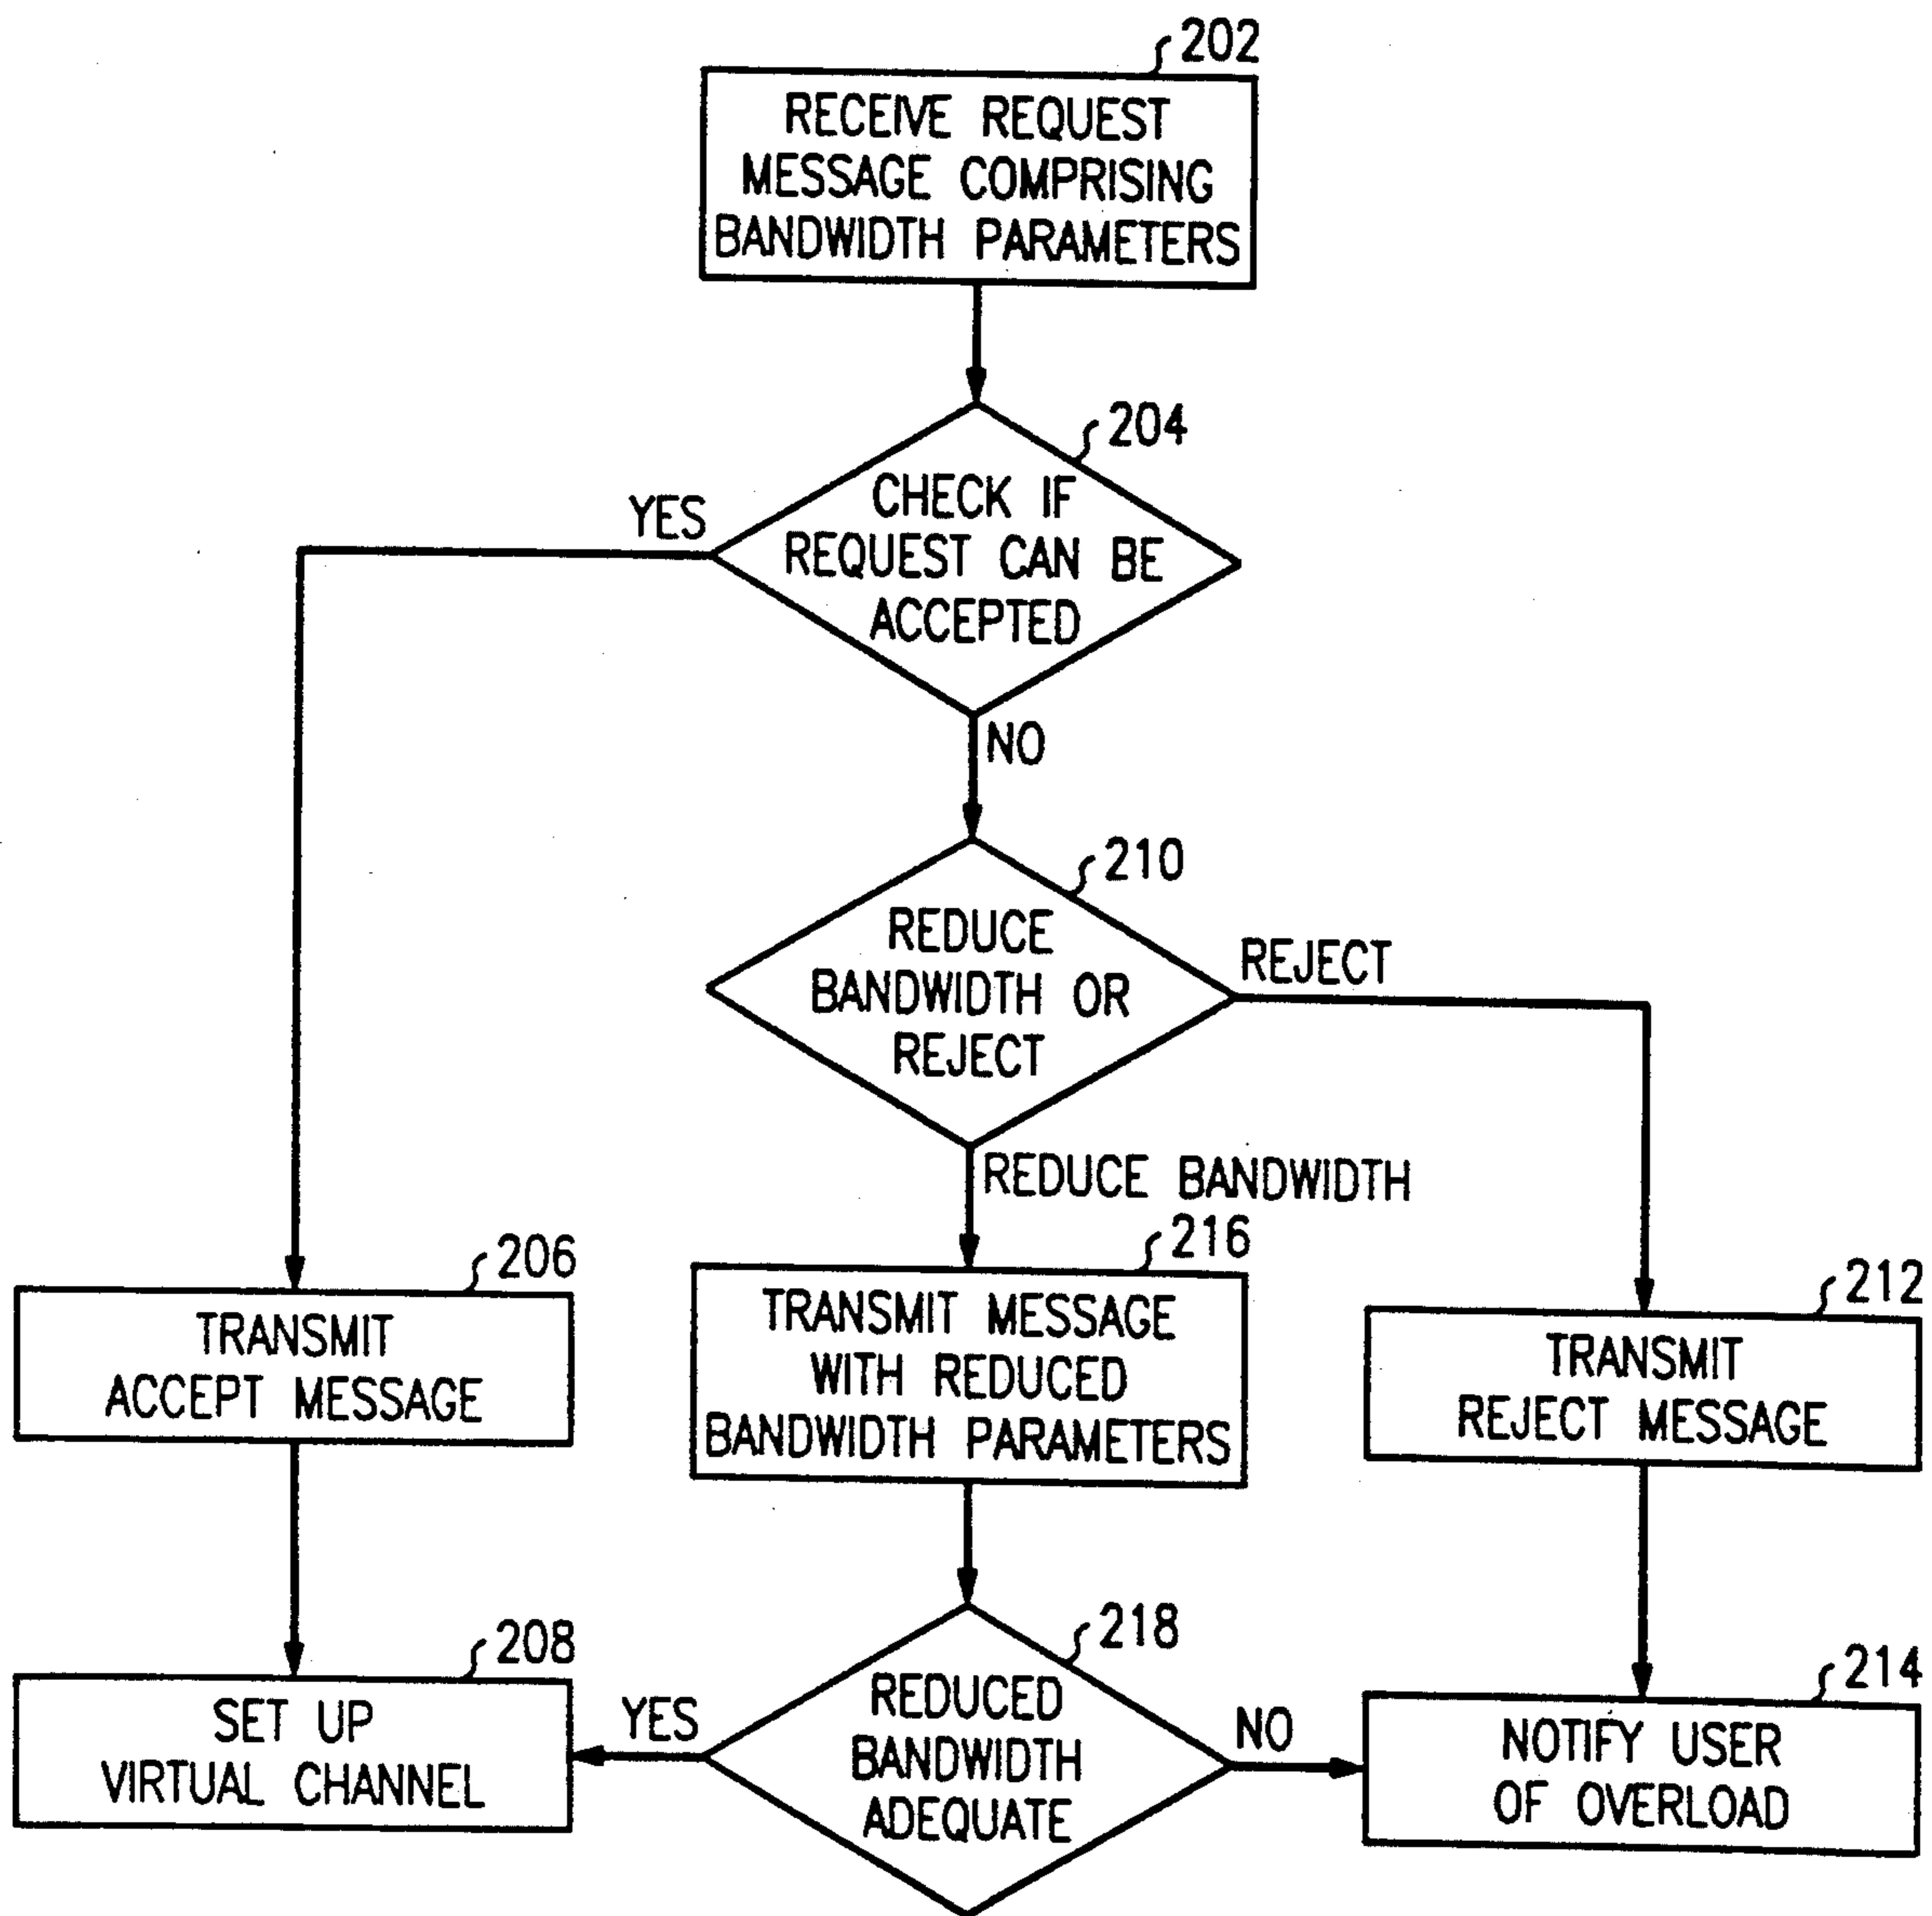 202
RECEIVE REQUEST
MESSAGE COMPRISING
BANDWIDTH PARAMETERS
204
CHECK IF
REQUEST CAN BE
ACCEPTED
YES
NO
210
REDUCE
BANDWIDTH OR
REJECT
REJECT
REDUCE BANDWIDTH
206
TRANSMIT
ACCEPT MESSAGE
216
TRANSMIT MESSAGE
WITH REDUCED
BANDWIDTH PARAMETERS
212
TRANSMIT
REJECT MESSAGE
208
SET UP
VIRTUAL CHANNEL
YES
218
REDUCED
BANDWIDTH
ADEQUATE
NO
214
NOTIFY USER
OF OVERLOAD